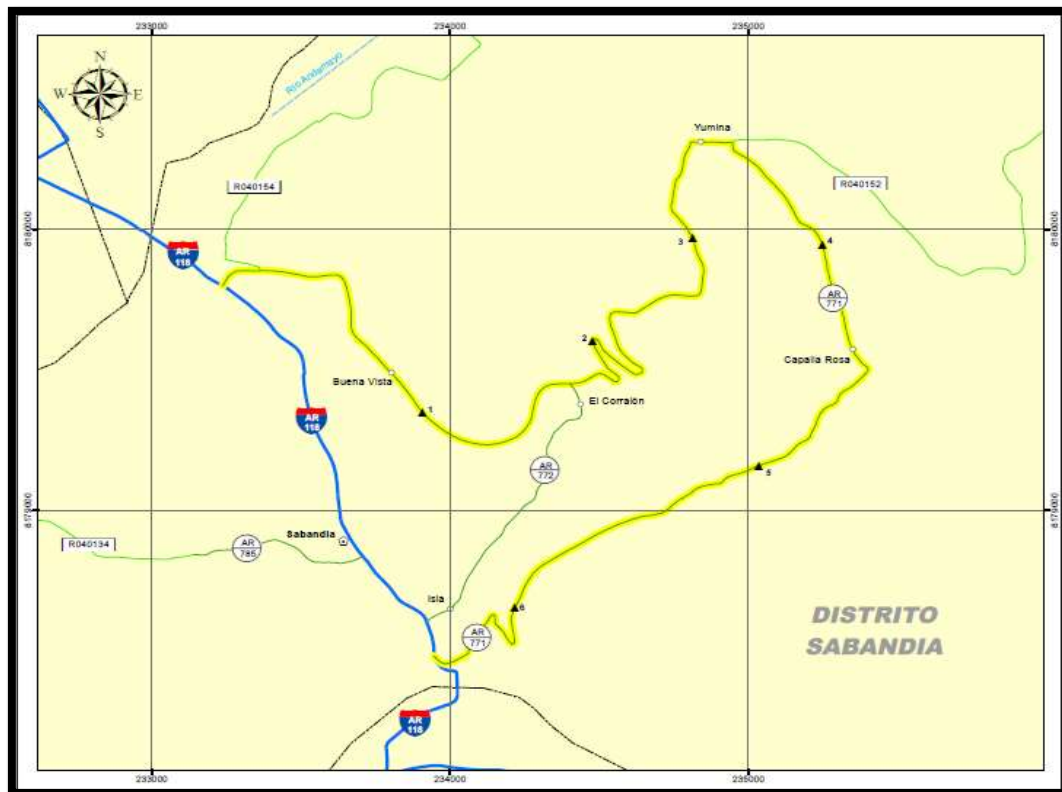 233000
234000
235000
N
W
E
S
Río Andamayo
Yumina
R040154
R040152
8180000
8180000
AR
118
3
4
AR
771
2
Capalla Rosa
Buena Vista
El Corralón
1
AR
118
AR
772
5
8179000
8179000
Sabandia
R040134
AR
785
Isla
6
AR
771
DISTRITO
SABANDIA
AR
118
233000
234000
235000